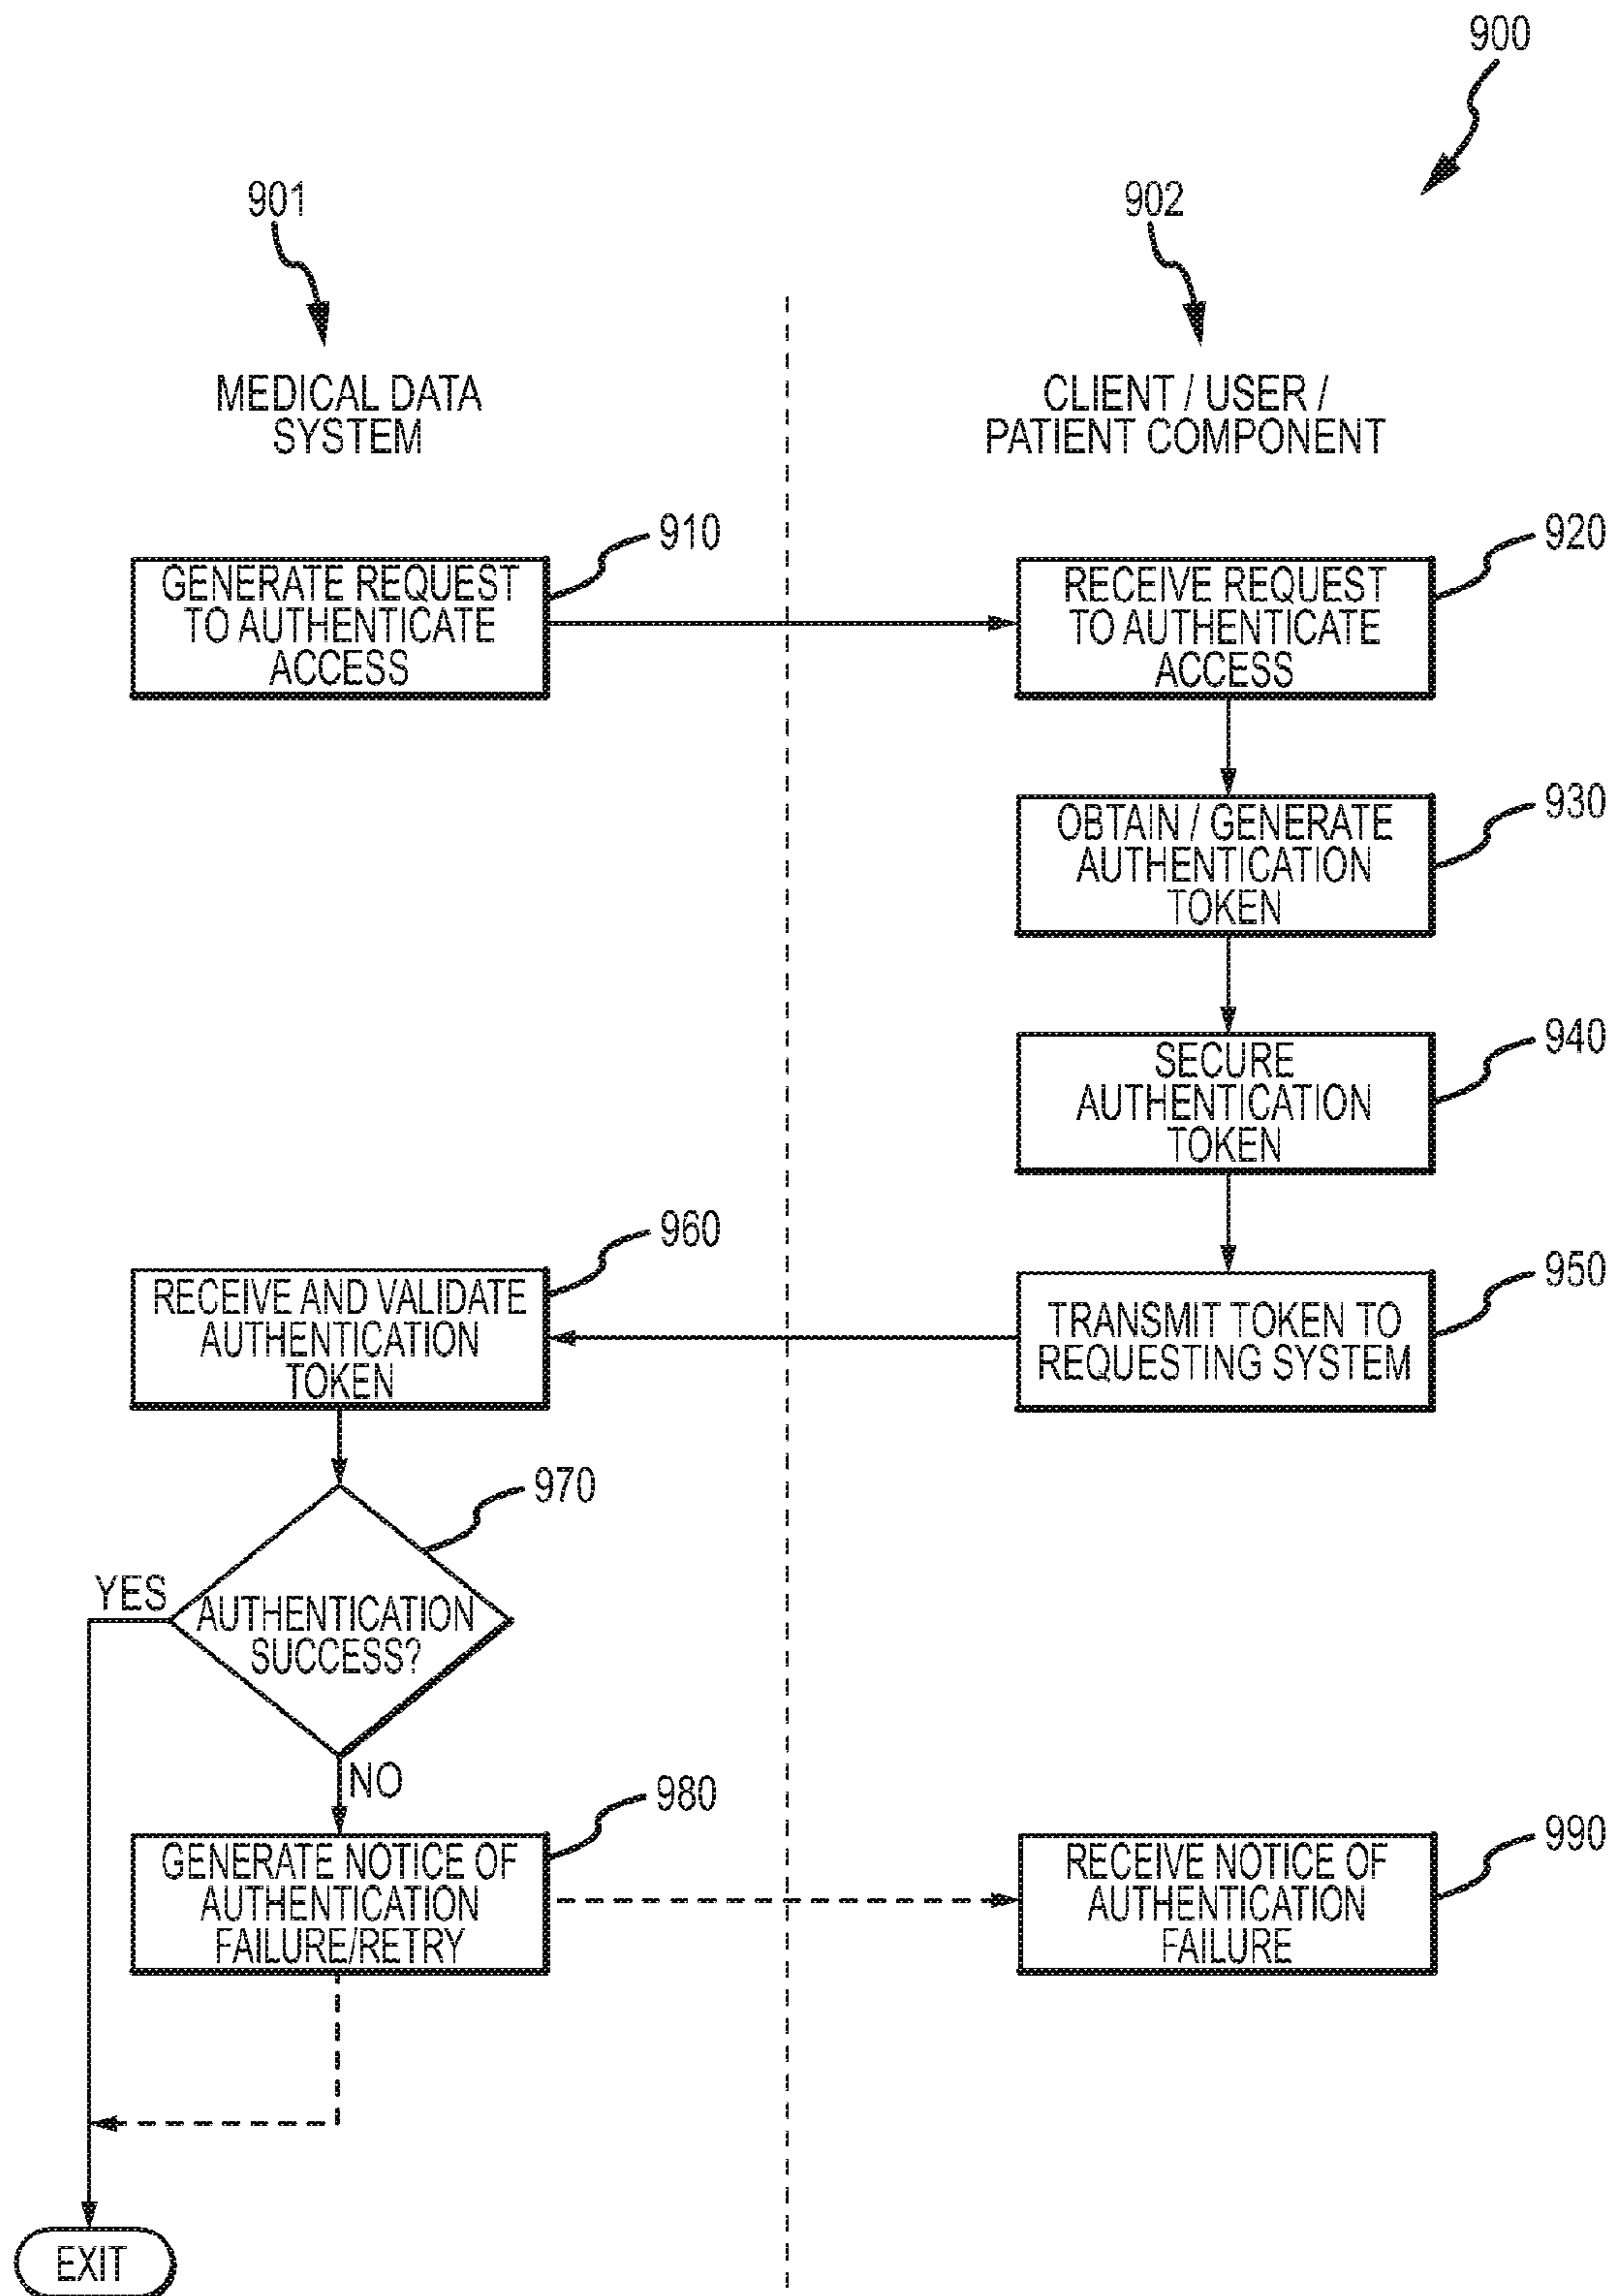 900
901
902
MEDICAL DATA
SYSTEM
CLIENT / USER /
PATIENT COMPONENT
910
GENERATE REQUEST
TO AUTHENTICATE
ACCESS
920
RECEIVE REQUEST
TO AUTHENTICATE
ACCESS
930
OBTAIN / GENERATE
AUTHENTICATION
TOKEN
940
SECURE
AUTHENTICATION
TOKEN
950
TRANSMIT TOKEN TO
REQUESTING SYSTEM
960
RECEIVE AND VALIDATE
AUTHENTICATION
TOKEN
970
YES
AUTHENTICATION
SUCCESS?
NO
980
GENERATE NOTICE OF
AUTHENTICATION
FAILURE/RETRY
990
RECEIVE NOTICE OF
AUTHENTICATION
FAILURE
EXIT